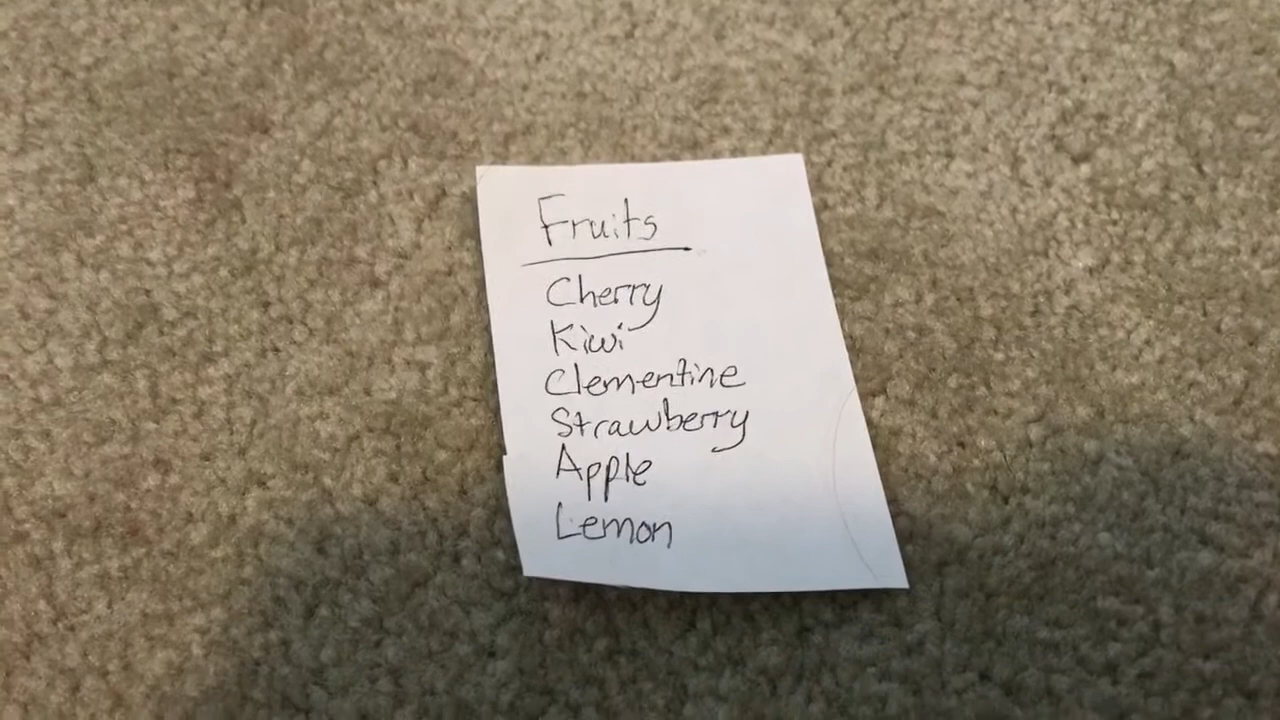 Fruits
Cherry
Kiwi
Clementine
Strawberry
Apple
Lemon